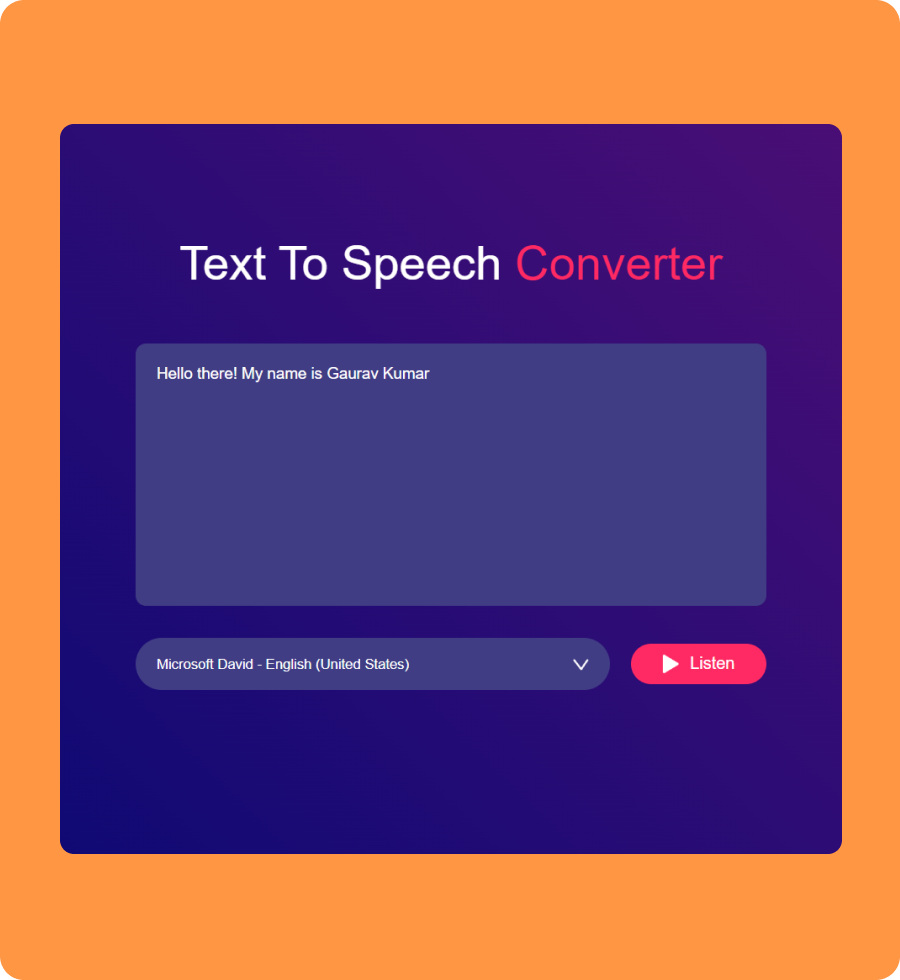 Text To Speech Converter
Hello there! My name is Gaurav Kumar
Microsoft David - English (United States)
Listen